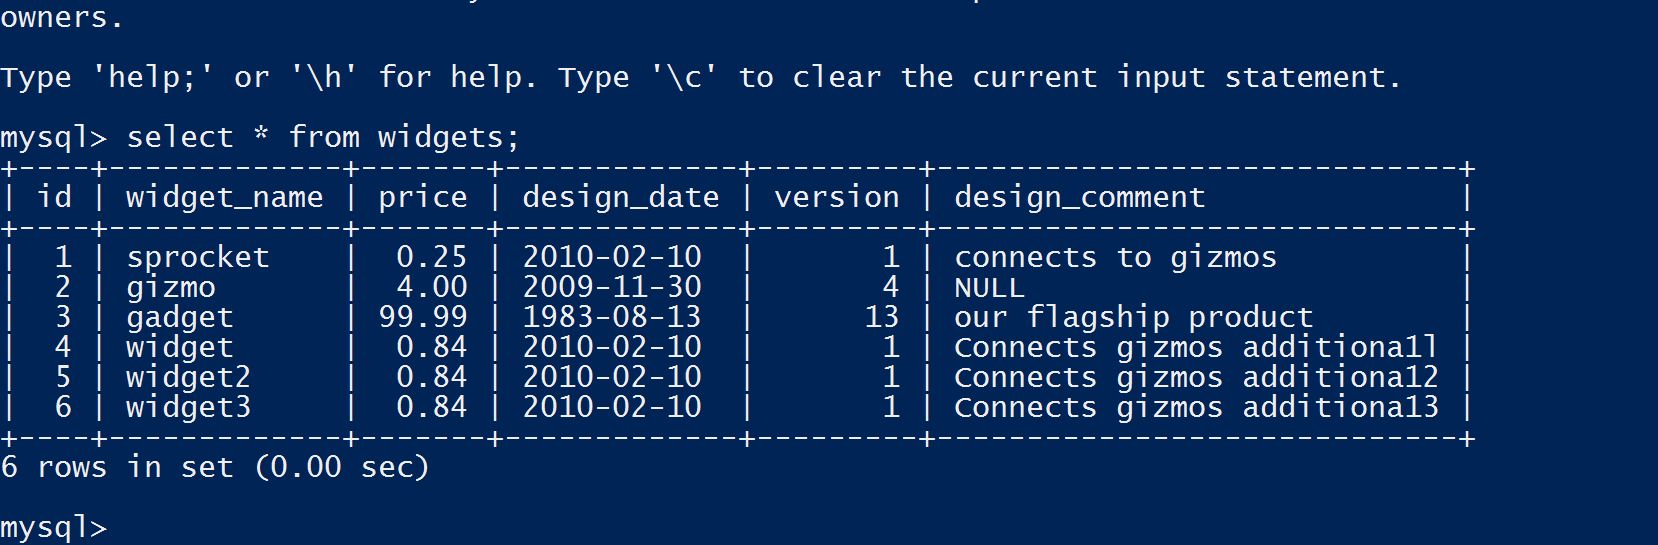 owners.
Type 'help;' or '\h' for help. Type '\c' to clear the current input statement.
mysql> select * from widgets;
+----+-------------+-------+-------------+---------+-----------------------------+
| id | widget_name | price | design_date | version | design_comment              |
+----+-------------+-------+-------------+---------+-----------------------------+
|  1 | sprocket    |  0.25 | 2010-02-10  |       1 | connects to gizmos          |
|  2 | gizmo       |  4.00 | 2009-11-30  |       4 | NULL                        |
|  3 | gadget      | 99.99 | 1983-08-13  |      13 | our flagship product        |
|  4 | widget      |  0.84 | 2010-02-10  |       1 | Connects gizmos additiona1l |
|  5 | widget2     |  0.84 | 2010-02-10  |       1 | Connects gizmos additiona12 |
|  6 | widget3     |  0.84 | 2010-02-10  |       1 | Connects gizmos additiona13 |
+----+-------------+-------+-------------+---------+-----------------------------+
6 rows in set (0.00 sec)
mysql>